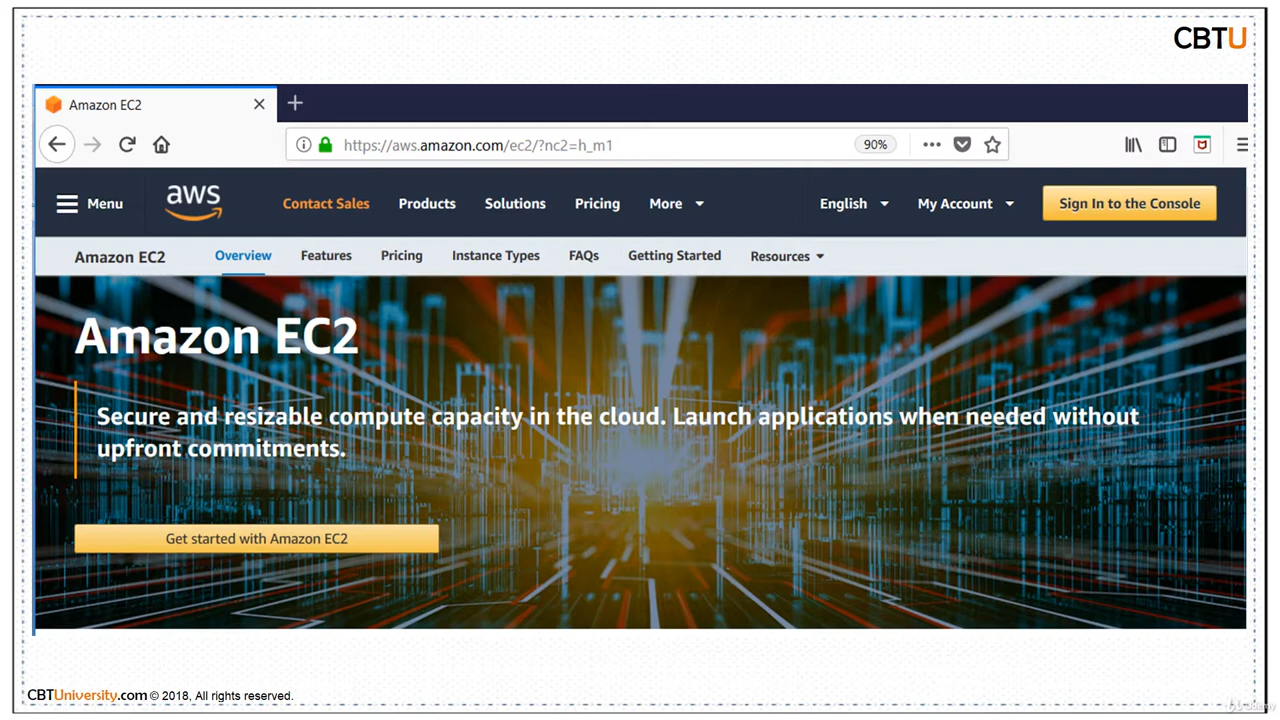 CBTU
Amazon EC2
https://aws.amazon.com/ec2/?nc2=h_m1 90%
Menu aws Contact Sales Products Solutions Pricing More English My Account Sign In to the Console
Amazon EC2 Overview Features Pricing Instance Types FAQs Getting Started Resources
Amazon EC2
Secure and resizable compute capacity in the cloud. Launch applications when needed without
upfront commitments.
Get started with Amazon EC2
CBTUniversity.com © 2018, All rights reserved.
Udemy